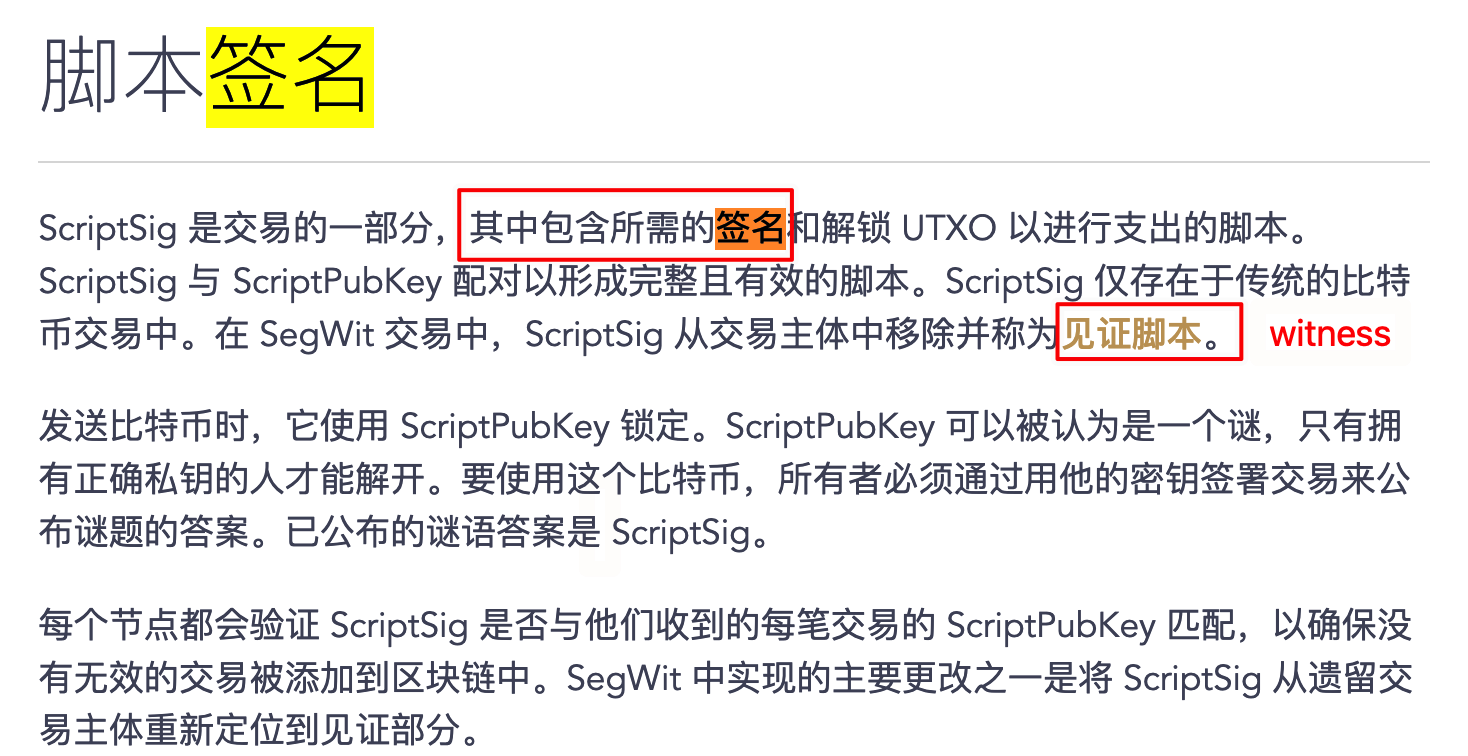 脚本签名
ScriptSig 是交易的一部分，其中包含所需的签名和解锁 UTXO 以进行支出的脚本。
ScriptSig 与 ScriptPubKey 配对以形成完整且有效的脚本。ScriptSig 仅存在于传统的比特
币交易中。在 SegWit 交易中，ScriptSig 从交易主体中移除并称为见证脚本。 witness
发送比特币时，它使用 ScriptPubKey 锁定。ScriptPubKey 可以被认为是一个谜，只有拥
有正确私钥的人才能解开。要使用这个比特币，所有者必须通过用他的密钥签署交易来公
布谜题的答案。已公布的谜语答案是 ScriptSig。
每个节点都会验证 ScriptSig 是否与他们收到的每笔交易的 ScriptPubKey 匹配，以确保没
有无效的交易被添加到区块链中。SegWit 中实现的主要更改之一是将 ScriptSig 从遗留交
易主体重新定位到见证部分。